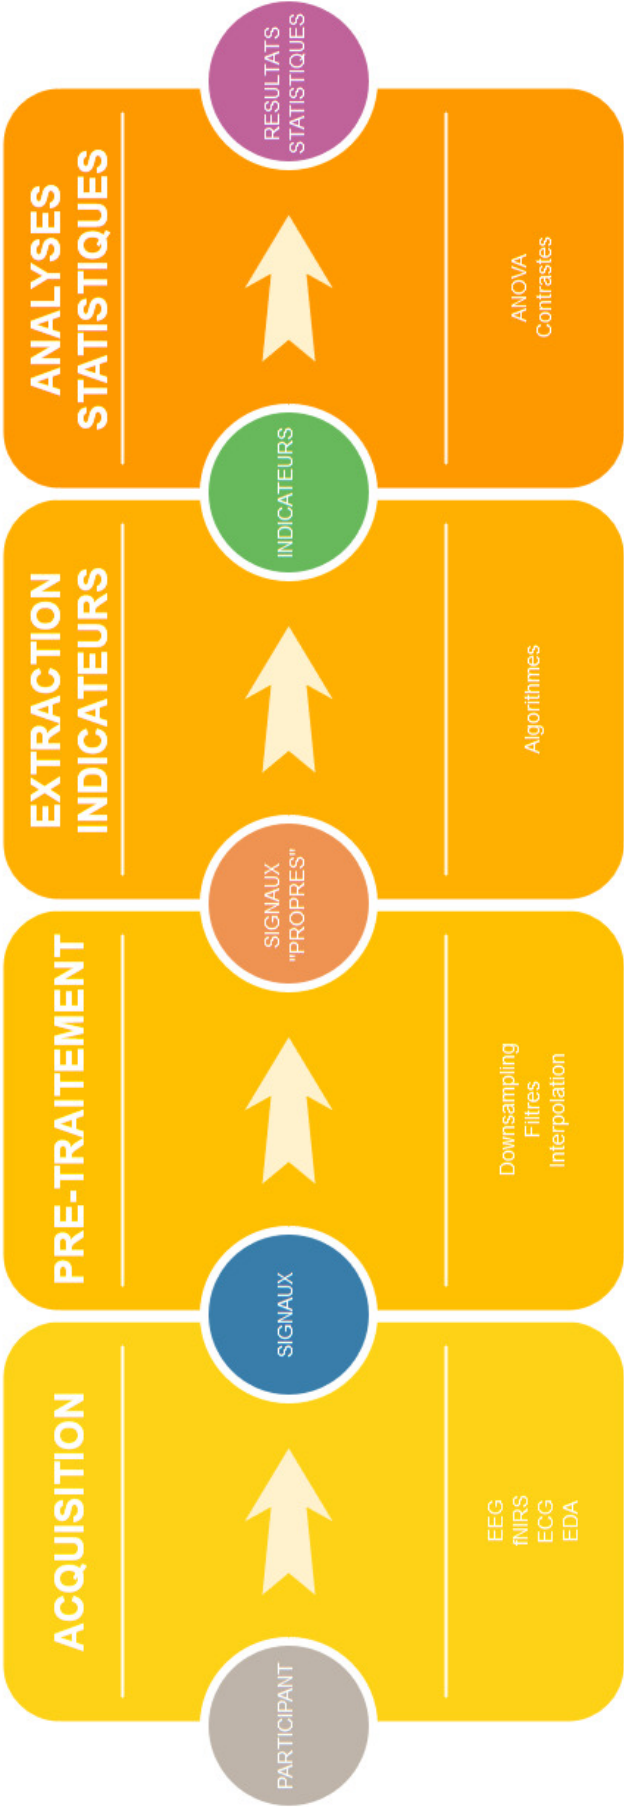 ACQUISITION
PARTICIPANT
EEG
fNIRS
ECG
EDA
PRE-TRAITEMENT
SIGNAUX
Downsampling
Filtres
Interpolation
EXTRACTION
INDICATEURS
SIGNAUX
"PROPRES"
Algorithmes
ANALYSES
STATISTIQUES
INDICATEURS
RESULTATS
STATISTIQUES
ANOVA
Contrastes